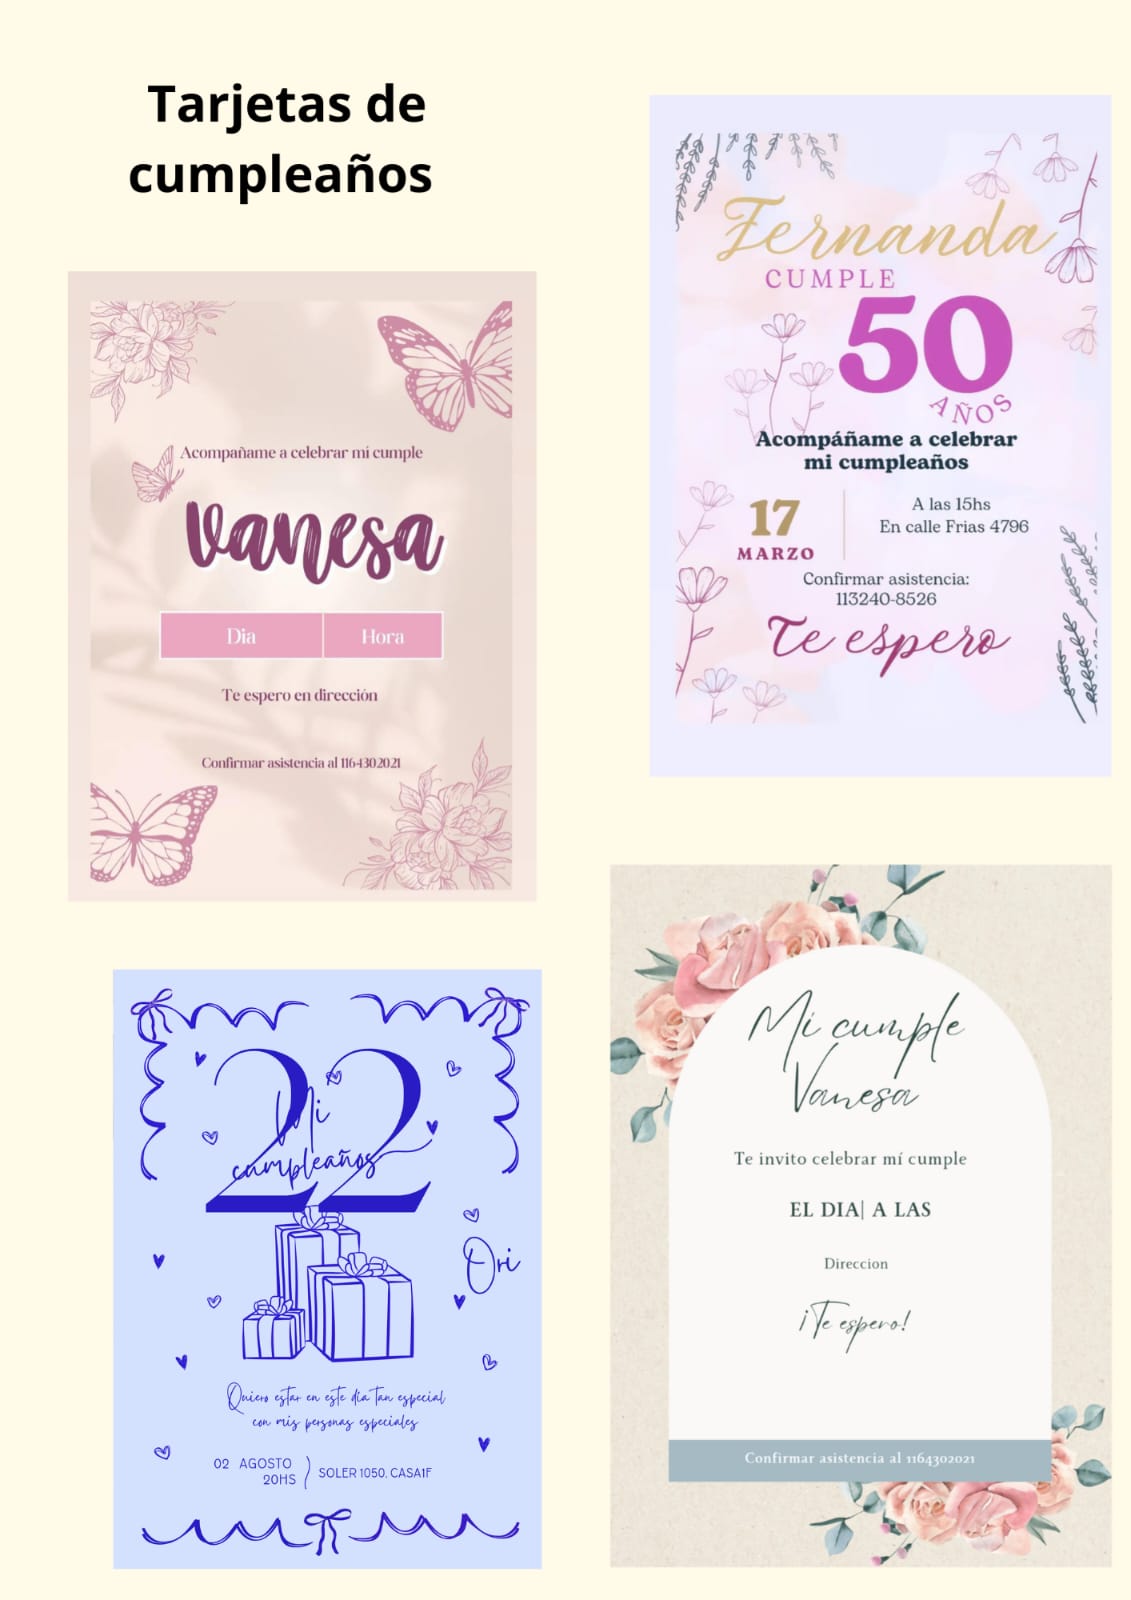 Tarjetas de
cumpleaños
Acompañame a celebrar mí cumple
vanesa
Dia Hora
Te espero en dirección
Confirmar asistencia al 1164302021
Fernanda
CUMPLE
50
AÑOS
Acompáñame a celebrar
mi cumpleaños
17
MARZO
A las 15hs
En calle Frias 4796
Confirmar asistencia:
113240-8526
Te espero
22
Mi
cumpleaños
Ori
Quiero estar en este día tan especial
con mis personas especiales
02 AGOSTO
20HS
SOLER 1050, CASA1F
Mi cumple
Vanesa
Te invito celebrar mí cumple
EL DIA| A LAS
Direccion
¡Te espero!
Confirmar asistencia al 1164302021